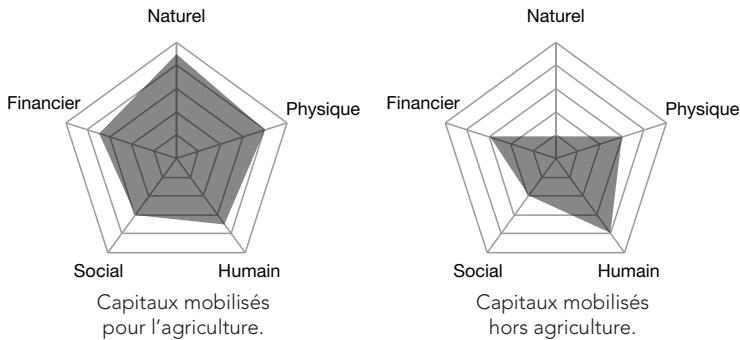 Naturel
Financier
Physique
Social
Humain
Capitaux mobilisés
pour l'agriculture.
Naturel
Financier
Physique
Social
Humain
Capitaux mobilisés
hors agriculture.